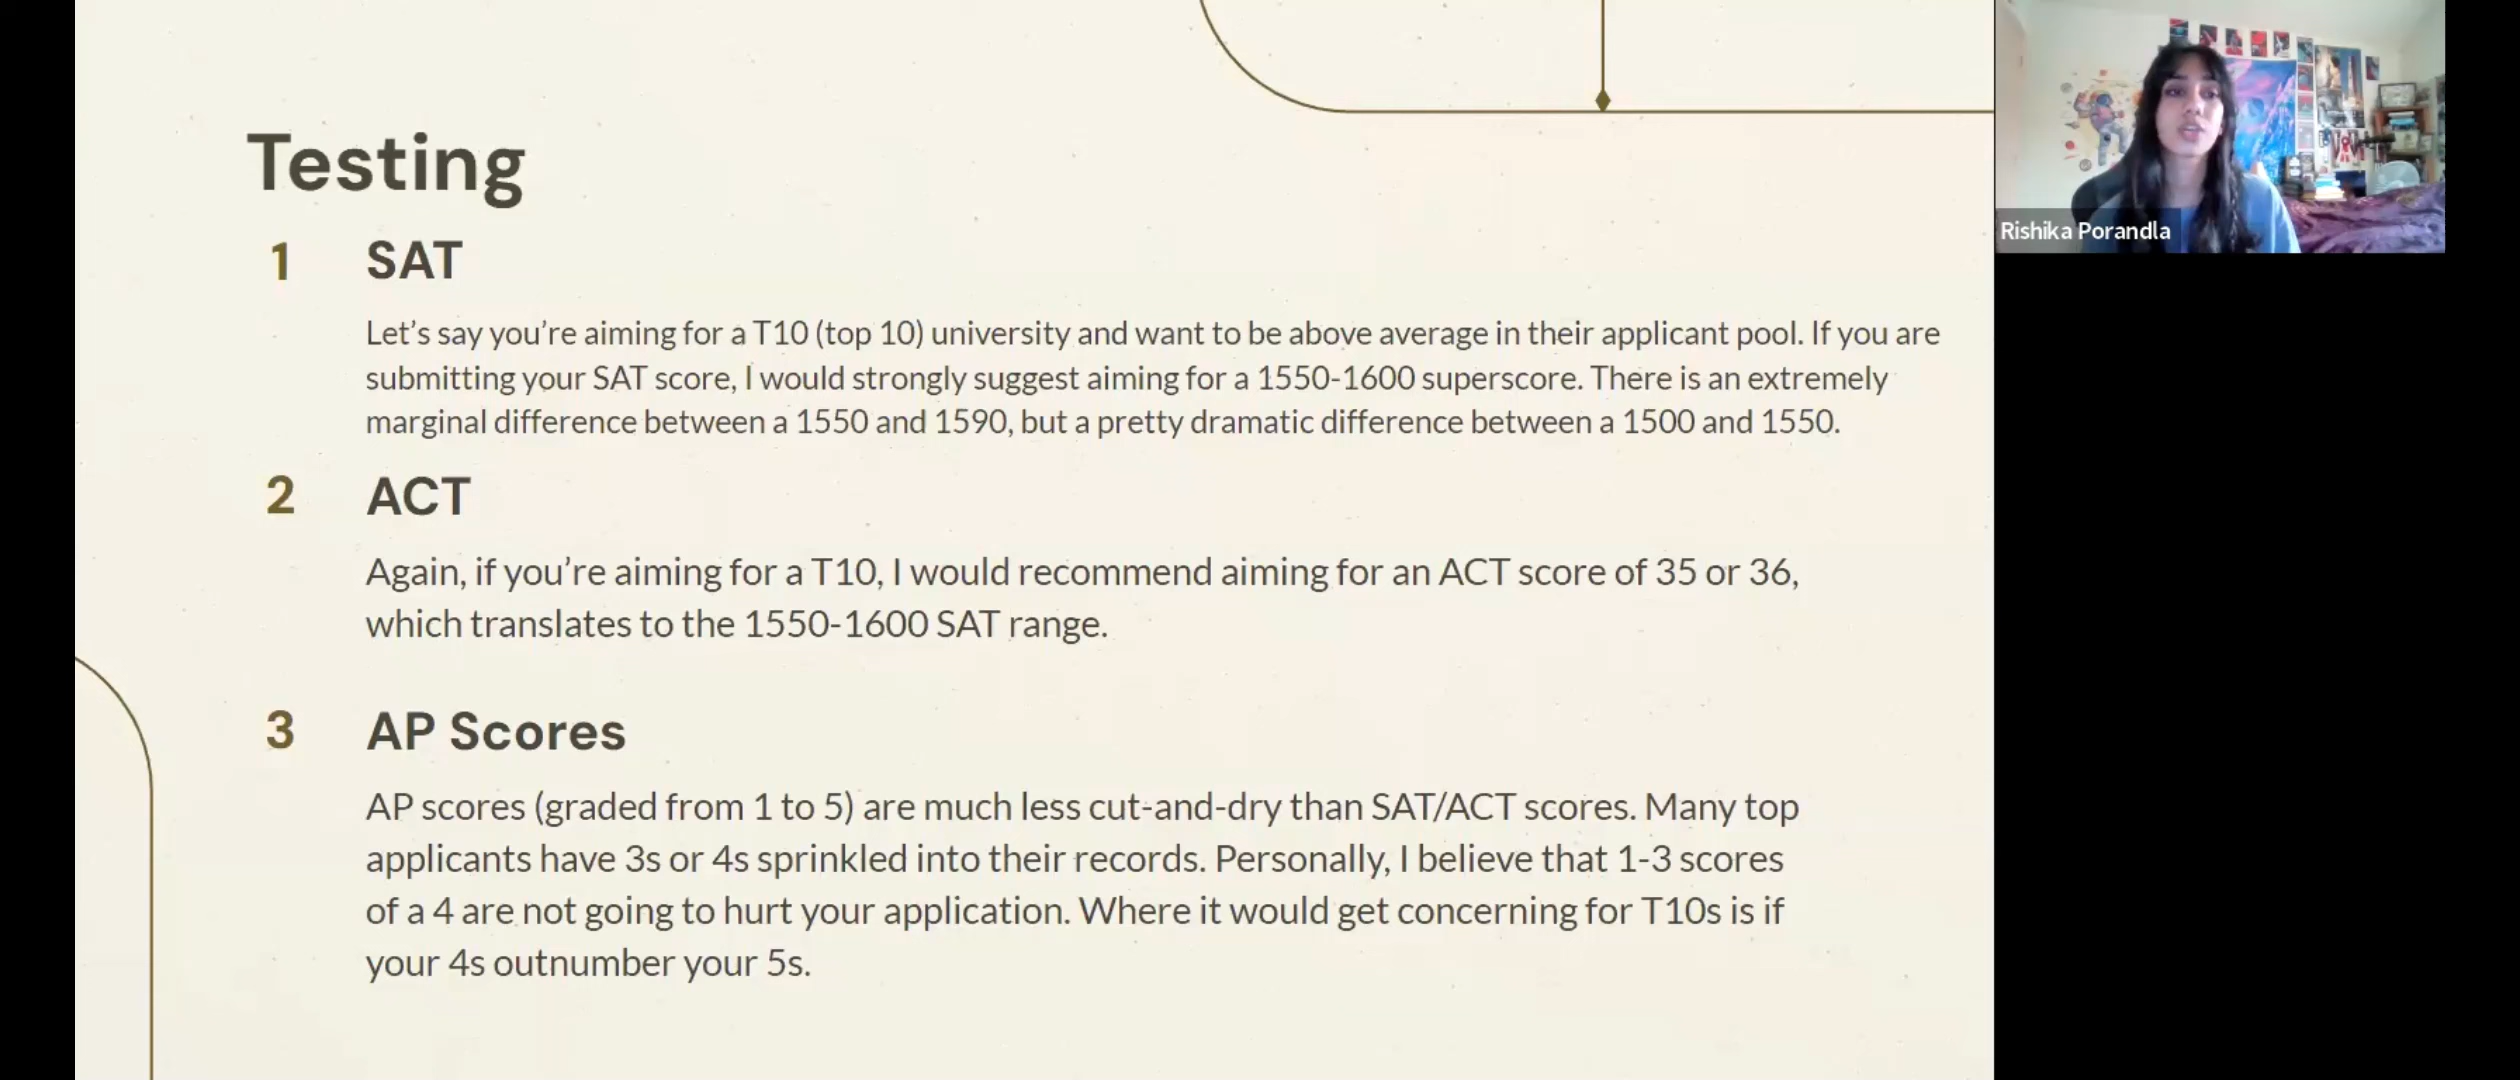 Testing
1 SAT
Let's say you're aiming for a T10 (top 10) university and want to be above average in their applicant pool. If you are
submitting your SAT score, I would strongly suggest aiming for a 1550-1600 superscore. There is an extremely
marginal difference between a 1550 and 1590, but a pretty dramatic difference between a 1500 and 1550.
2 ACT
Again, if you're aiming for a T10, I would recommend aiming for an ACT score of 35 or 36,
which translates to the 1550-1600 SAT range.
3 AP Scores
AP scores (graded from 1 to 5) are much less cut-and-dry than SAT/ACT scores. Many top
applicants have 3s or 4s sprinkled into their records. Personally, I believe that 1-3 scores
of a 4 are not going to hurt your application. Where it would get concerning for T10s is if
your 4s outnumber your 5s.
Rishika Porandla